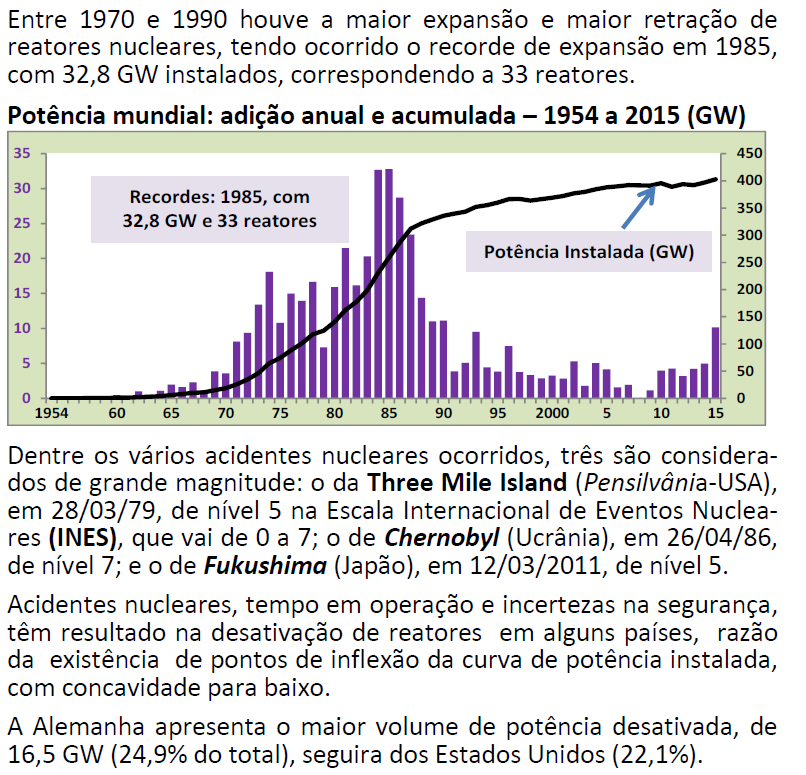 Entre 1970 e 1990 houve a maior expansão e maior retração de
reatores nucleares, tendo ocorrido o recorde de expansão em 1985,
com 32,8 GW instalados, correspondendo a 33 reatores.
Potência mundial: adição anual e acumulada – 1954 a 2015 (GW)
35
30
25
20
15
10
5
0
Recordes: 1985, com
32,8 GW e 33 reatores
Potência Instalada (GW)
450
400
350
300
250
200
150
100
50
0
1954 60 65 70 75 80 85 90 95 2000 5 10 15
Dentre os vários acidentes nucleares ocorridos, três são considera-
dos de grande magnitude: o da Three Mile Island (Pensilvânia-USA),
em 28/03/79, de nível 5 na Escala Internacional de Eventos Nuclea-
res (INES), que vai de 0 a 7; o de Chernobyl (Ucrânia), em 26/04/86,
de nível 7; e o de Fukushima (Japão), em 12/03/2011, de nível 5.
Acidentes nucleares, tempo em operação e incertezas na segurança,
têm resultado na desativação de reatores em alguns países, razão
da existência de pontos de inflexão da curva de potência instalada,
com concavidade para baixo.
A Alemanha apresenta o maior volume de potência desativada, de
16,5 GW (24,9% do total), seguira dos Estados Unidos (22,1%).